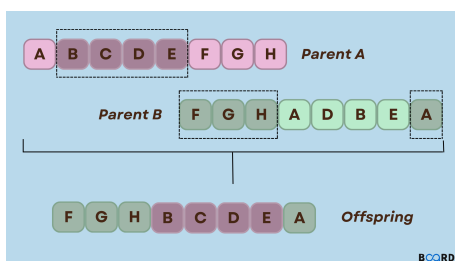 A B C D E F G H Parent A
Parent B F G H A D B E A
F G H B C D E A Offspring
BOARD